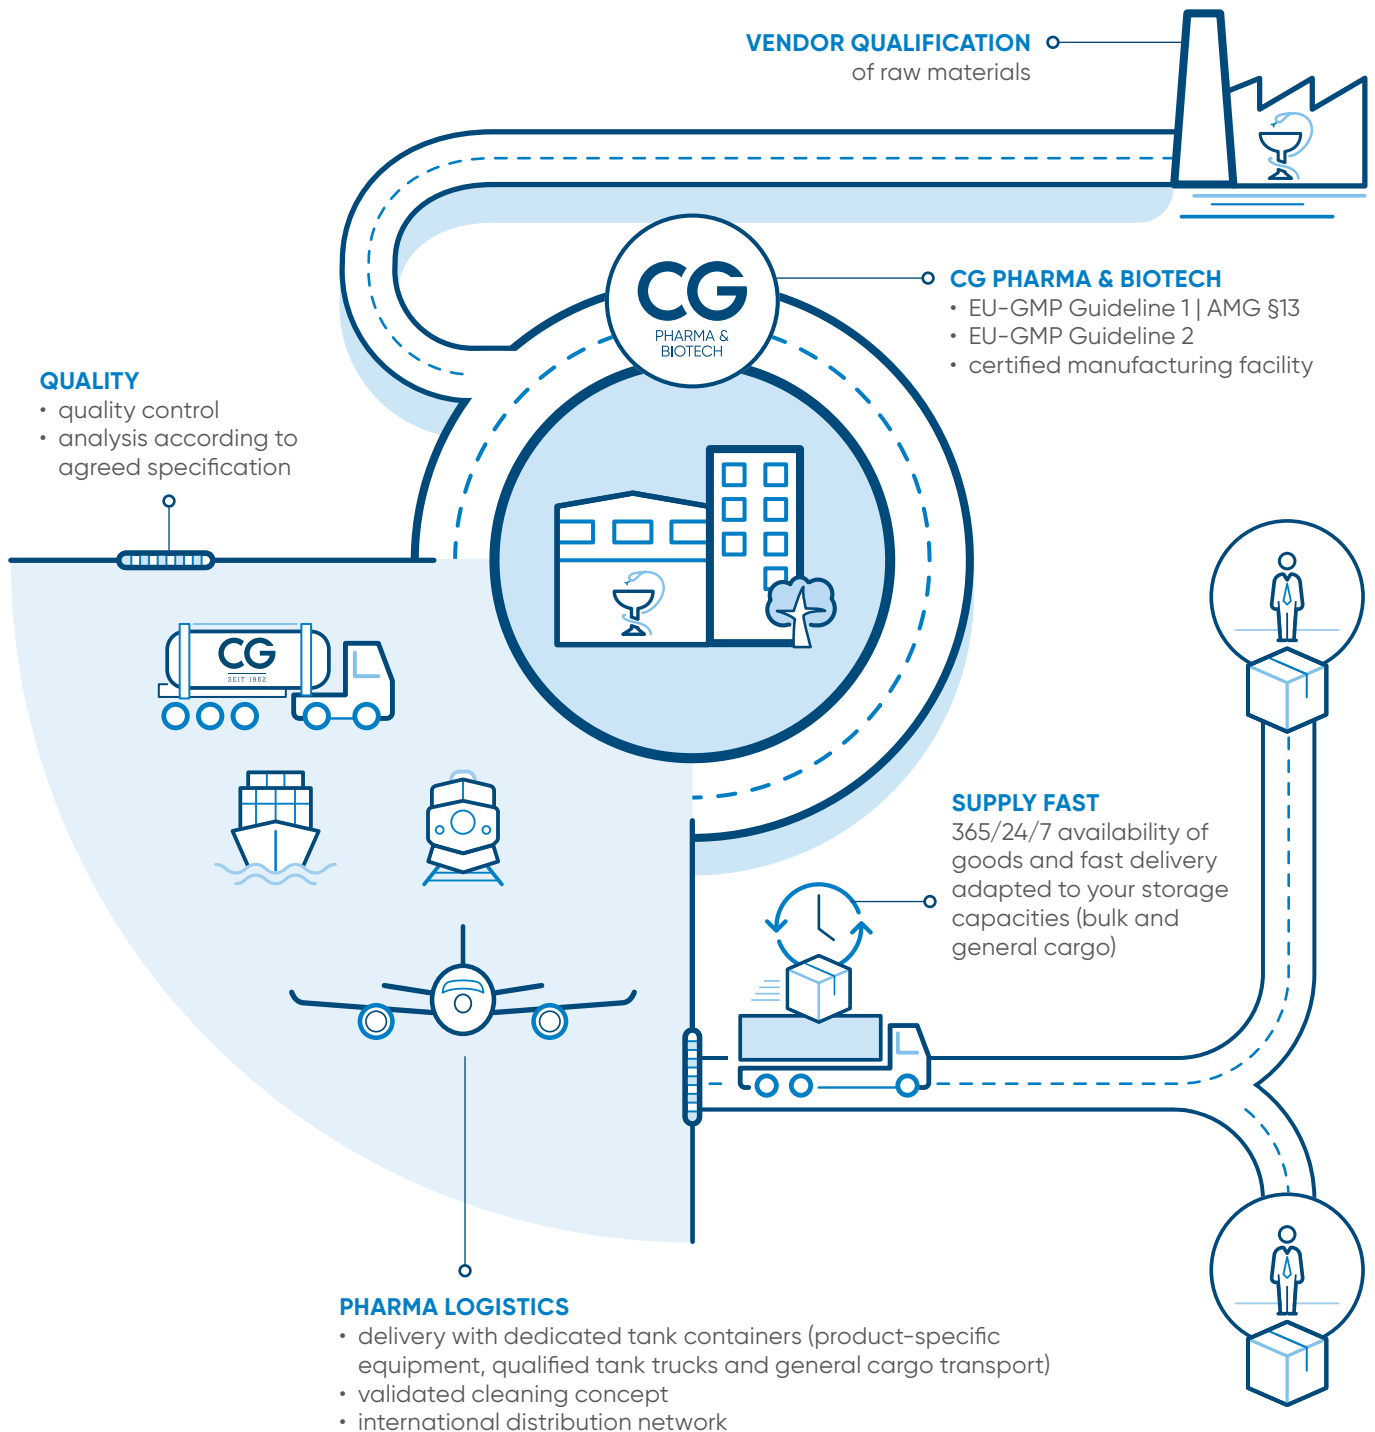 VENDOR QUALIFICATION
of raw materials
CG
PHARMA &
BIOTECH
CG PHARMA & BIOTECH
• EU-GMP Guideline 1 | AMG §13
• EU-GMP Guideline 2
• certified manufacturing facility
QUALITY
• quality control
• analysis according to
agreed specification
CG
SEIT 1962
SUPPLY FAST
365/24/7 availability of
goods and fast delivery
adapted to your storage
capacities (bulk and
general cargo)
PHARMA LOGISTICS
• delivery with dedicated tank containers (product-specific
equipment, qualified tank trucks and general cargo transport)
• validated cleaning concept
• international distribution network